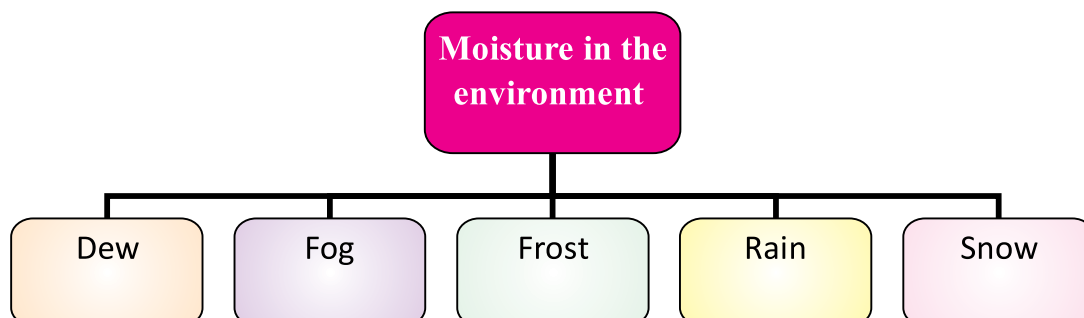 Moisture in the
environment
Dew
Fog
Frost
Rain
Snow